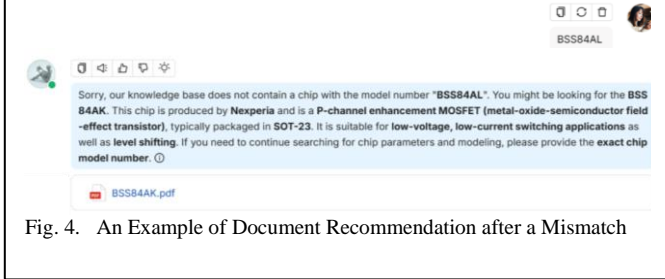 BSS84AL
Sorry, our knowledge base does not contain a chip with the model number "BSS84AL". You might be looking for the BSS
84AK. This chip is produced by Nexperia and is a P-channel enhancement MOSFET (metal-oxide-semiconductor field
-effect transistor), typically packaged in SOT-23. It is suitable for low-voltage, low-current switching applications as
well as level shifting. If you need to continue searching for chip parameters and modeling, please provide the exact chip
model number.
BSS84AK.pdf
Fig. 4. An Example of Document Recommendation after a Mismatch